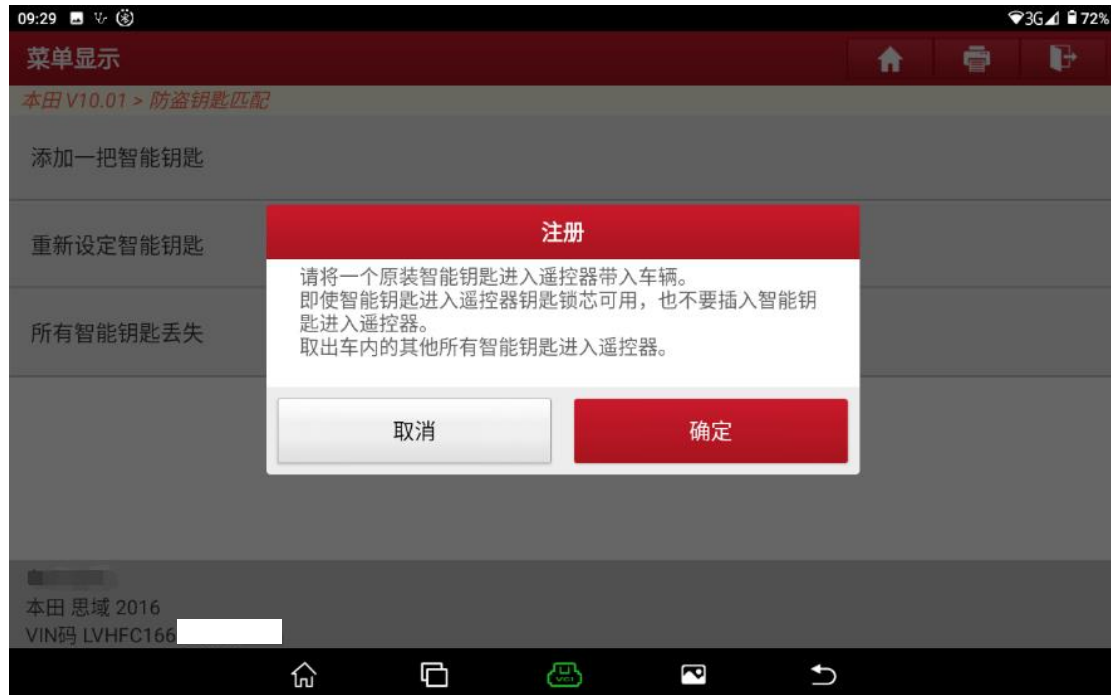 09:29
3G 72%
菜单显示
本田 V10.01 > 防盗钥匙匹配
添加一把智能钥匙
重新设定智能钥匙
所有智能钥匙丢失
注册
请将一个原装智能钥匙进入遥控器带入车辆。
即使智能钥匙进入遥控器钥匙锁芯可用，也不要插入智能钥
匙进入遥控器。
取出车内的其他所有智能钥匙进入遥控器。
取消
确定
本田 思域 2016
VIN码 LVHFC166
VCI